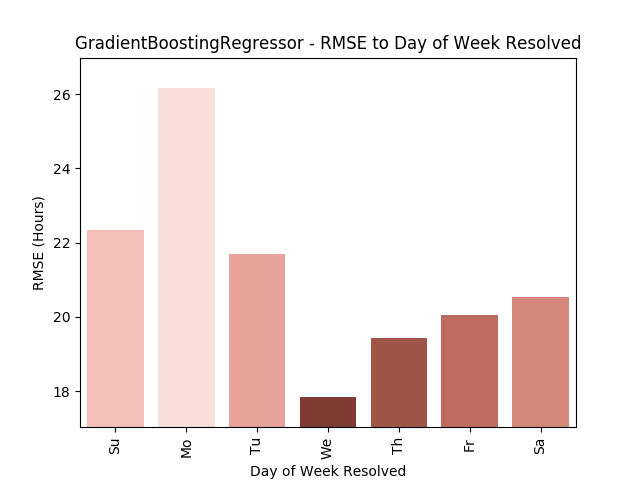 GradientBoostingRegressor - RMSE to Day of Week Resolved
RMSE (Hours)
26
24
22
20
18
Su
Mo
Tu
We
Th
Fr
Sa
Day of Week Resolved